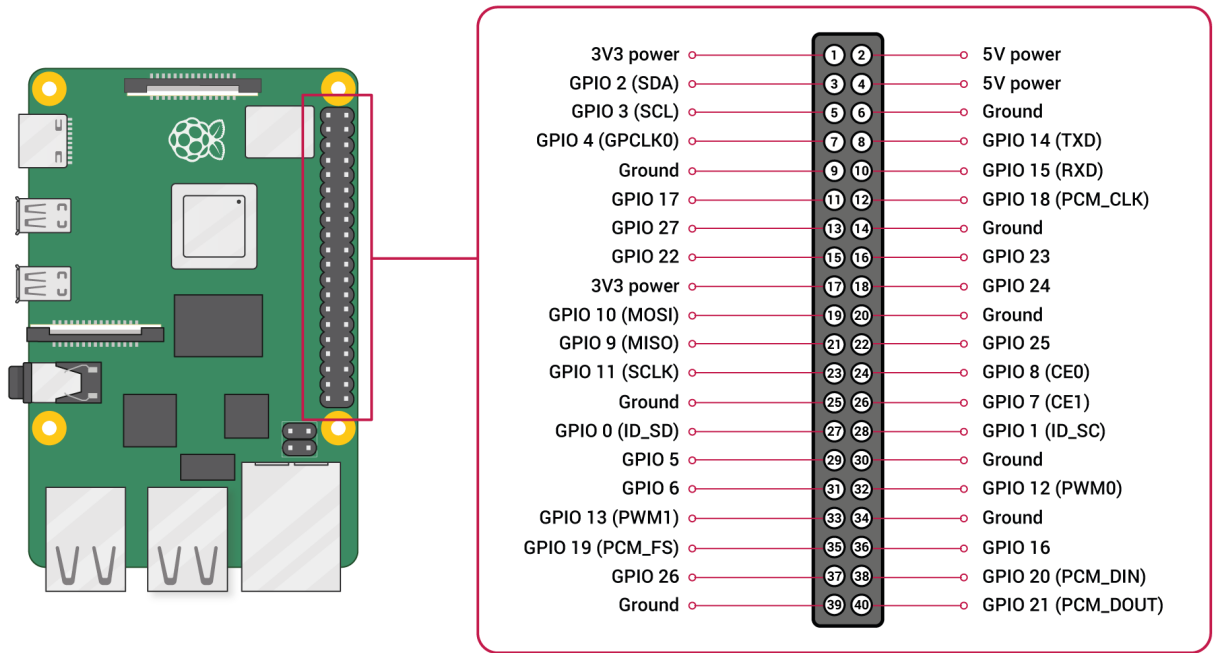 3V3 power 1 2 5V power
GPIO 2 (SDA) 3 4 5V power
GPIO 3 (SCL) 5 6 Ground
GPIO 4 (GPCLK0) 7 8 GPIO 14 (TXD)
Ground 9 10 GPIO 15 (RXD)
GPIO 17 11 12 GPIO 18 (PCM_CLK)
GPIO 27 13 14 Ground
GPIO 22 15 16 GPIO 23
3V3 power 17 18 GPIO 24
GPIO 10 (MOSI) 19 20 Ground
GPIO 9 (MISO) 21 22 GPIO 25
GPIO 11 (SCLK) 23 24 GPIO 8 (CE0)
Ground 25 26 GPIO 7 (CE1)
GPIO 0 (ID_SD) 27 28 GPIO 1 (ID_SC)
GPIO 5 29 30 Ground
GPIO 6 31 32 GPIO 12 (PWM0)
GPIO 13 (PWM1) 33 34 Ground
GPIO 19 (PCM_FS) 35 36 GPIO 16
GPIO 26 37 38 GPIO 20 (PCM_DIN)
Ground 39 40 GPIO 21 (PCM_DOUT)